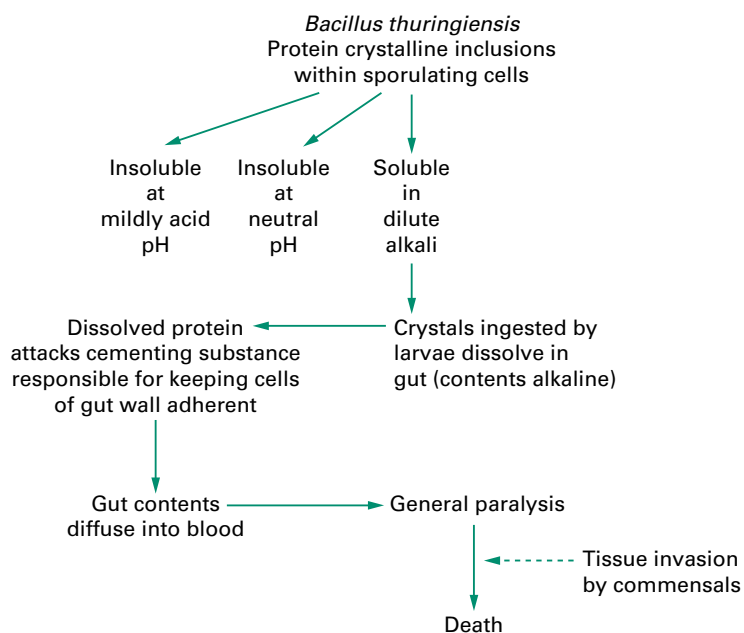 Bacillus thuringiensis
Protein crystalline inclusions
within sporulating cells
Insoluble
at
mildly acid
pH
Insoluble
at
neutral
pH
Soluble
in
dilute
alkali
Dissolved protein
attacks cementing substance
responsible for keeping cells
of gut wall adherent
Crystals ingested by
larvae dissolve in
gut (contents alkaline)
Gut contents
diffuse into blood
General paralysis
Tissue invasion
by commensals
Death